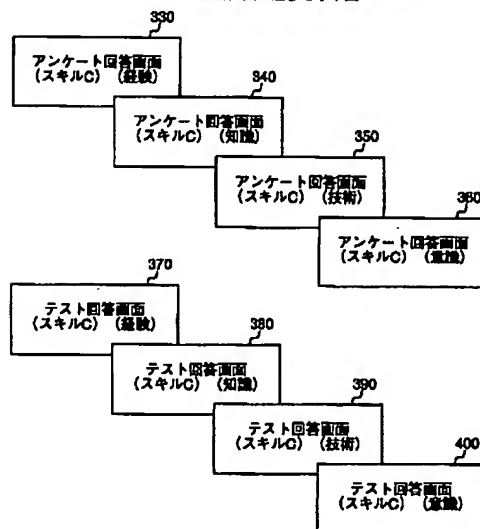 330
アンケート回答画面
(スキルC) (経験)
340
アンケート回答画面
(スキルC) (知識)
350
アンケート回答画面
(スキルC) (技術)
360
アンケート回答画面
(スキルC) (意識)
370
テスト回答画面
(スキルC) (経験)
380
テスト回答画面
(スキルC) (知識)
390
テスト回答画面
(スキルC) (技術)
400
テスト回答画面
(スキルC) (意識)